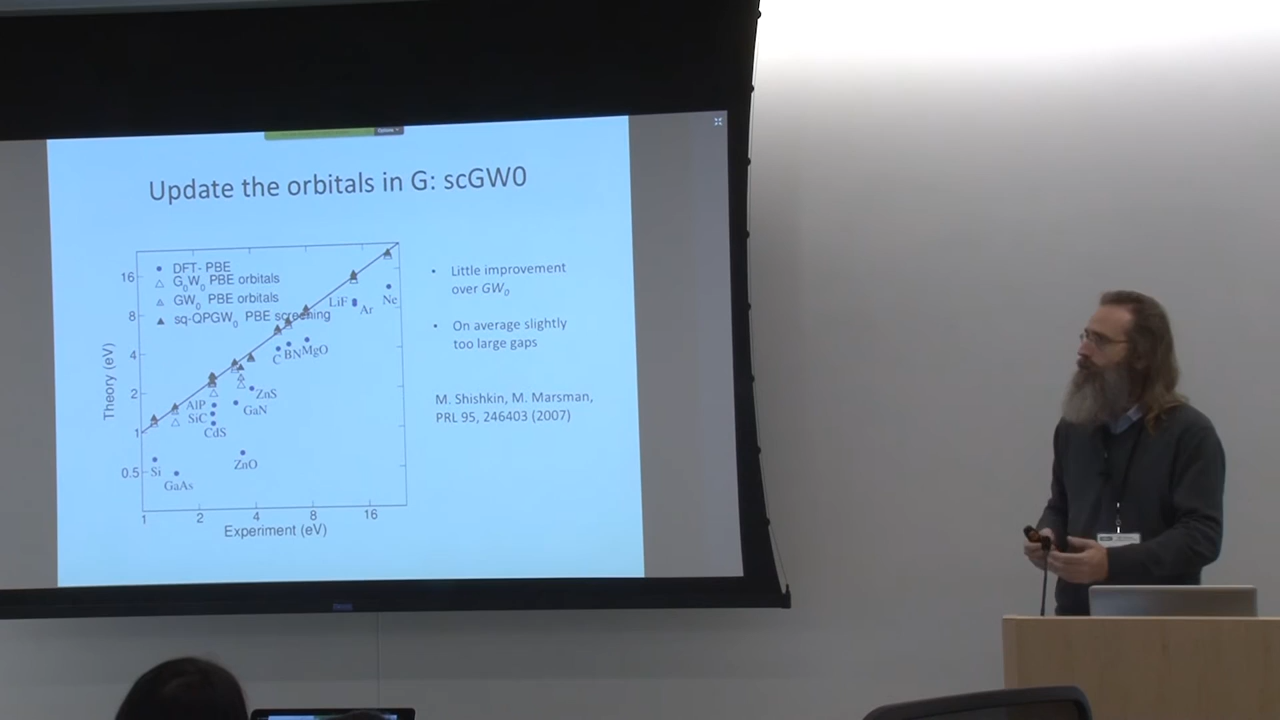 Options
Update the orbitals in G: scGW0
DFT- PBE
G0W0 PBE orbitals
GW0 PBE orbitals
sq-QPGW0 PBE screening
Theory (eV)
16
8
4
2
1
0.5
LiF
Ar
Ne
C
BN
MgO
ZnS
AlP
GaN
SiC
CdS
ZnO
Si
GaAs
1
2
4
8
16
Experiment (eV)
• Little improvement
over GW0
• On average slightly
too large gaps
M. Shishkin, M. Marsman,
PRL 95, 246403 (2007)